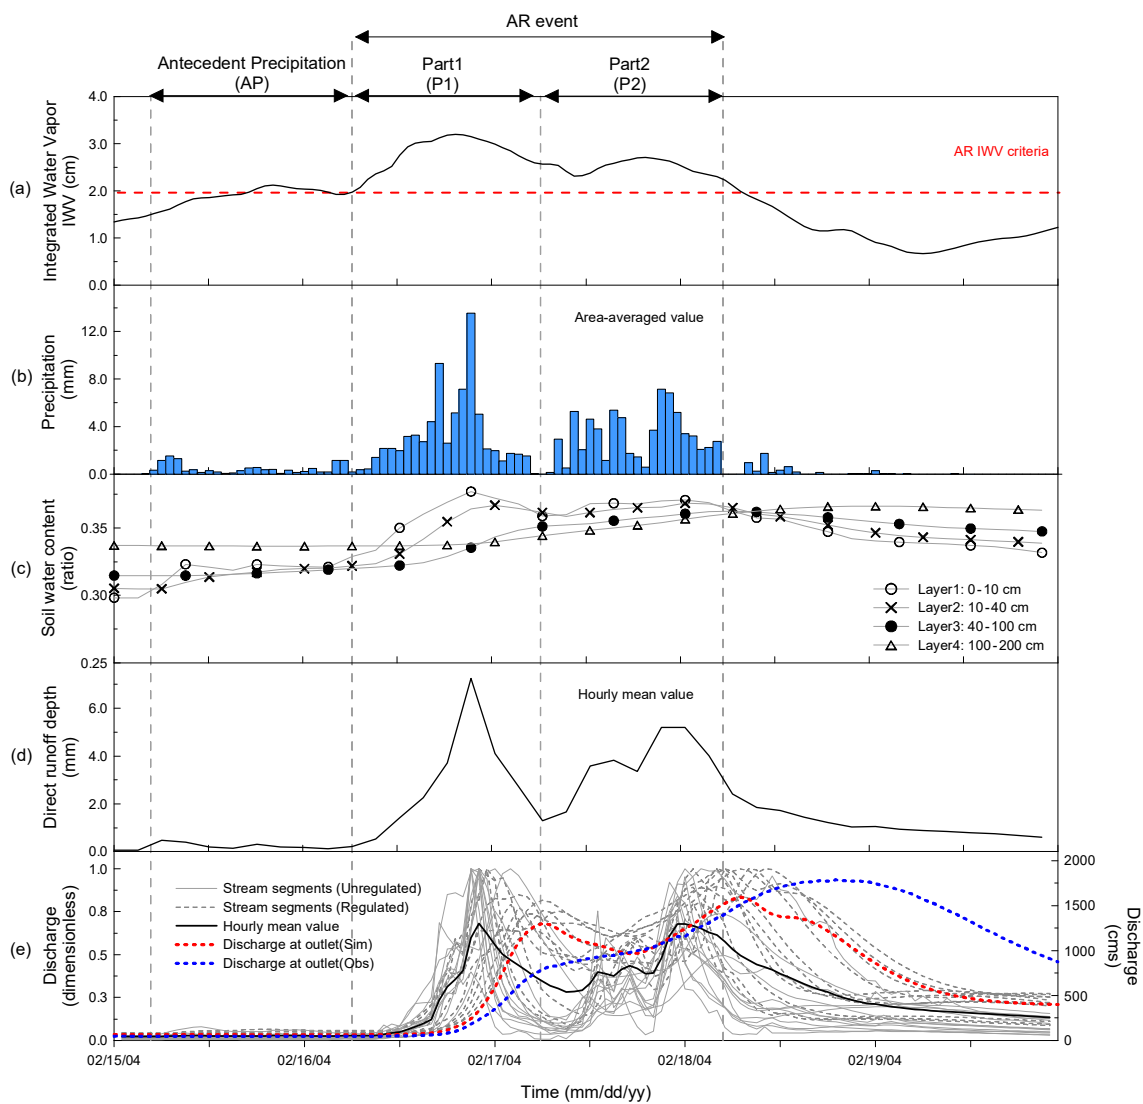 AR event
Antecedent Precipitation
(AP)
Part1
(P1)
Part2
(P2)
(a)
Integrated Water Vapor
IWV (cm)
4.0
3.0
2.0
1.0
0.0
AR IWV criteria
(b)
Precipitation
(mm)
12.0
8.0
4.0
0.0
Area-averaged value
(c)
Soil water content
(ratio)
0.35
0.30
0.25
Layer1: 0-10 cm
Layer2: 10-40 cm
Layer3: 40-100 cm
Layer4: 100-200 cm
(d)
Direct runoff depth
(mm)
6.0
4.0
2.0
0.0
Hourly mean value
(e)
Discharge
(dimensionless)
1.0
0.8
0.5
0.3
0.0
Stream segments (Unregulated)
Stream segments (Regulated)
Hourly mean value
Discharge at outlet(Sim)
Discharge at outlet(Obs)
2000
1500
1000
500
0
Discharge
(cms)
02/15/04
02/16/04
02/17/04
02/18/04
02/19/04
Time (mm/dd/yy)